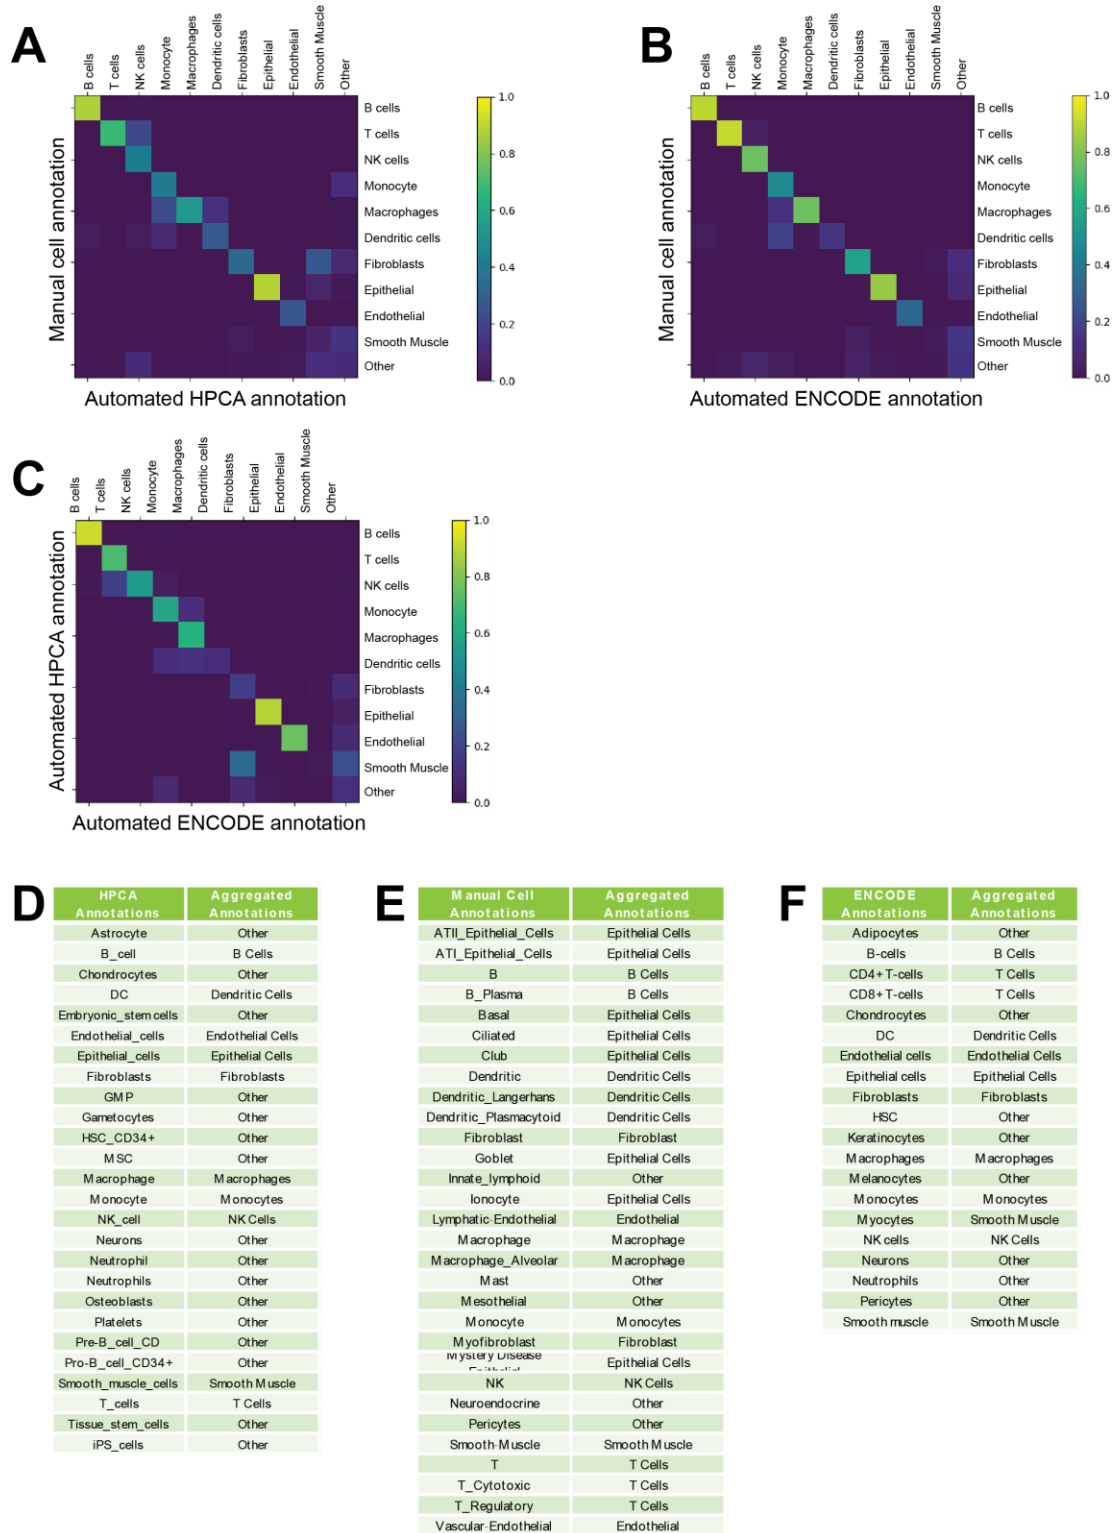 A
B cells
T cells
NK cells
Monocyte
Macrophages
Dendritic cells
Fibroblasts
Epithelial
Endothelial
Smooth Muscle
Other
Manual cell annotation
B cells
T cells
NK cells
Monocyte
Macrophages
Dendritic cells
Fibroblasts
Epithelial
Endothelial
Smooth Muscle
Other
1.0
0.8
0.6
0.4
0.2
0.0
Automated HPCA annotation
B
B cells
T cells
NK cells
Monocyte
Macrophages
Dendritic cells
Fibroblasts
Epithelial
Endothelial
Smooth Muscle
Other
Manual cell annotation
B cells
T cells
NK cells
Monocyte
Macrophages
Dendritic cells
Fibroblasts
Epithelial
Endothelial
Smooth Muscle
Other
1.0
0.8
0.6
0.4
0.2
0.0
Automated ENCODE annotation
C
B cells
T cells
NK cells
Monocyte
Macrophages
Dendritic cells
Fibroblasts
Epithelial
Endothelial
Smooth Muscle
Other
Automated HPCA annotation
B cells
T cells
NK cells
Monocyte
Macrophages
Dendritic cells
Fibroblasts
Epithelial
Endothelial
Smooth Muscle
Other
1.0
0.8
0.6
0.4
0.2
0.0
Automated ENCODE annotation
D
HPCA Annotations Aggregated Annotations
Astrocyte Other
B_cell B Cells
Chondrocytes Other
DC Dendritic Cells
Embryonic_stem cells Other
Endothelial_cells Endothelial Cells
Epithelial_cells Epithelial Cells
Fibroblasts Fibroblasts
GMP Other
Gametocytes Other
HSC_CD34+ Other
MSC Other
Macrophage Macrophages
Monocyte Monocytes
NK_cell NK Cells
Neurons Other
Neutrophil Other
Neutrophils Other
Osteoblasts Other
Platelets Other
Pre-B_cell_CD Other
Pro-B_cell_CD34+ Other
Smooth_muscle_cells Smooth Muscle
T_cells T Cells
Tissue_stem_cells Other
iPS_cells Other
E
Manual Cell Annotations Aggregated Annotations
ATII_Epithelial_Cells Epithelial Cells
ATI_Epithelial_Cells Epithelial Cells
B B Cells
B_Plasma B Cells
Basal Epithelial Cells
Ciliated Epithelial Cells
Club Epithelial Cells
Dendritic Dendritic Cells
Dendritic_Langerhans Dendritic Cells
Dendritic_Plasmacytoid Dendritic Cells
Fibroblast Fibroblast
Goblet Epithelial Cells
Innate_lymphoid Other
Ionocyte Epithelial Cells
Lymphatic-Endothelial Endothelial
Macrophage Macrophage
Macrophage_Alveolar Macrophage
Mast Other
Mesothelial Other
Monocyte Monocytes
Myofibroblast Fibroblast
Mystery Disease Epithelial Epithelial Cells
NK NK Cells
Neuroendocrine Other
Pericytes Other
Smooth-Muscle Smooth Muscle
T T Cells
T_Cytotoxic T Cells
T_Regulatory T Cells
Vascular-Endothelial Endothelial
F
ENCODE Annotations Aggregated Annotations
Adipocytes Other
B-cells B Cells
CD4+ T-cells T Cells
CD8+ T-cells T Cells
Chondrocytes Other
DC Dendritic Cells
Endothelial cells Endothelial Cells
Epithelial cells Epithelial Cells
Fibroblasts Fibroblasts
HSC Other
Keratinocytes Other
Macrophages Macrophages
Melanocytes Other
Monocytes Monocytes
Myocytes Smooth Muscle
NK cells NK Cells
Neurons Other
Neutrophils Other
Pericytes Other
Smooth muscle Smooth Muscle